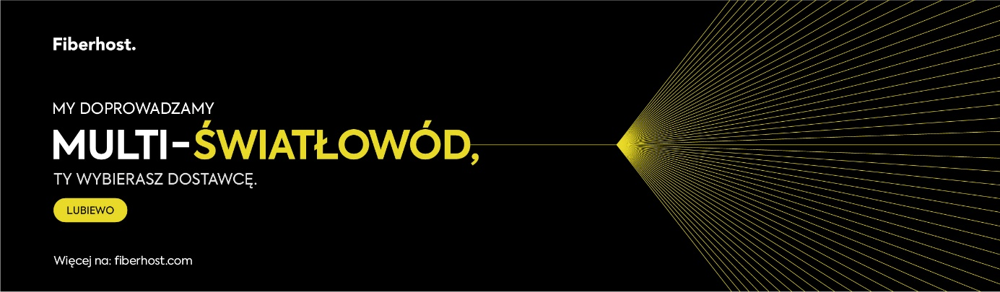 Fiberhost.
MY DOPROWADZAMY
MULTI-ŚWIATŁOWÓD,
TY WYBIERASZ DOSTAWCĘ.
LUBIEWO
Więcej na: fiberhost.com